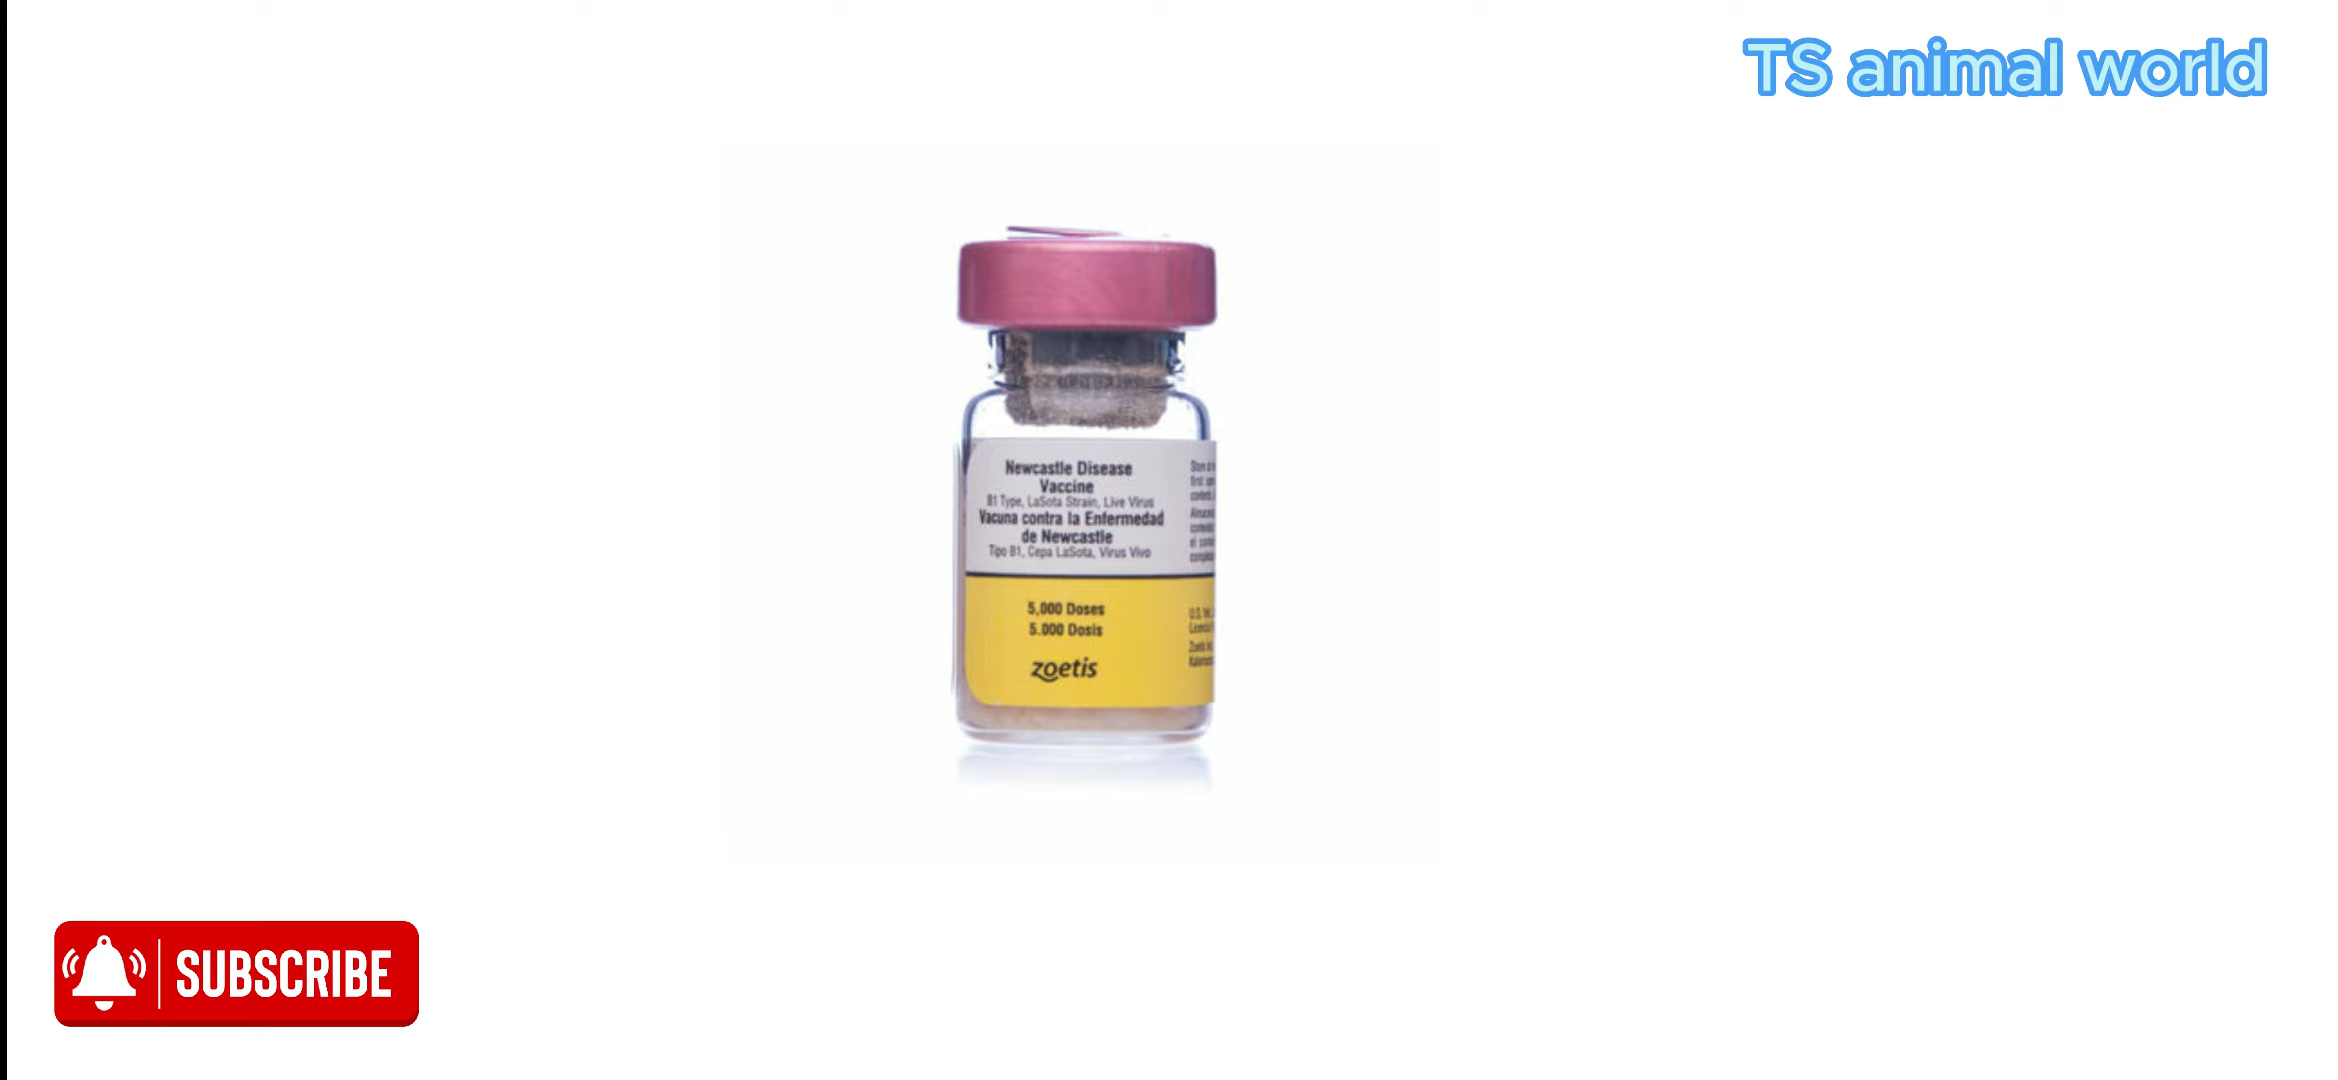 TS animal world
Newcastle Disease
Vaccine
B1 Type, LaSota Strain, Live Virus
Vacuna contra la Enfermedad
de Newcastle
Tipo B1, Cepa LaSota, Virus Vivo
5,000 Doses
5.000 Dosis
zoetis
SUBSCRIBE